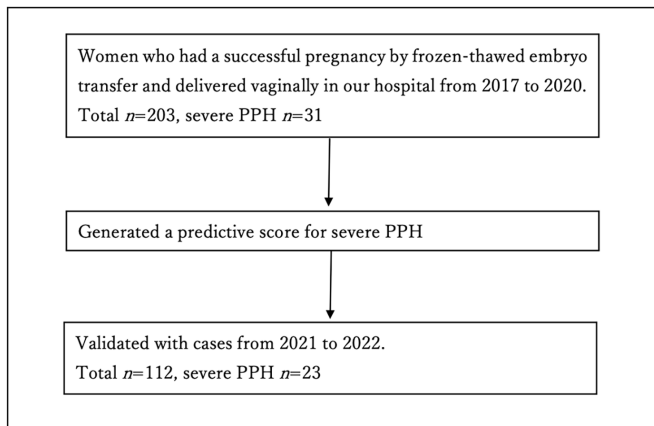 Women who had a successful pregnancy by frozen-thawed embryo
transfer and delivered vaginally in our hospital from 2017 to 2020.
Total n=203, severe PPH n=31
Generated a predictive score for severe PPH
Validated with cases from 2021 to 2022.
Total n=112, severe PPH n=23